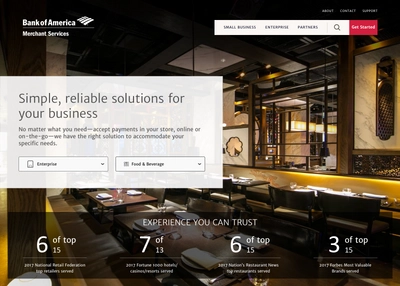 ABOUT CONTACT SUPPORT
Bank of America
Merchant Services
SMALL BUSINESS ENTERPRISE PARTNERS Get Started
Simple, reliable solutions for
your business
No matter what you need—accept payments in your store, online or
on-the-go—we have the right solution to accommodate your
specific needs.
Enterprise Food & Beverage
EXPERIENCE YOU CAN TRUST
6 of top 15
7 of 13
6 of top 15
3 of top 15
2017 National Retail Federation
top retailers served
2017 Fortune 1000 hotels/
casinos/resorts served
2017 Nation's Restaurant News
top restaurants served
2017 Forbes Most Valuable
Brands served